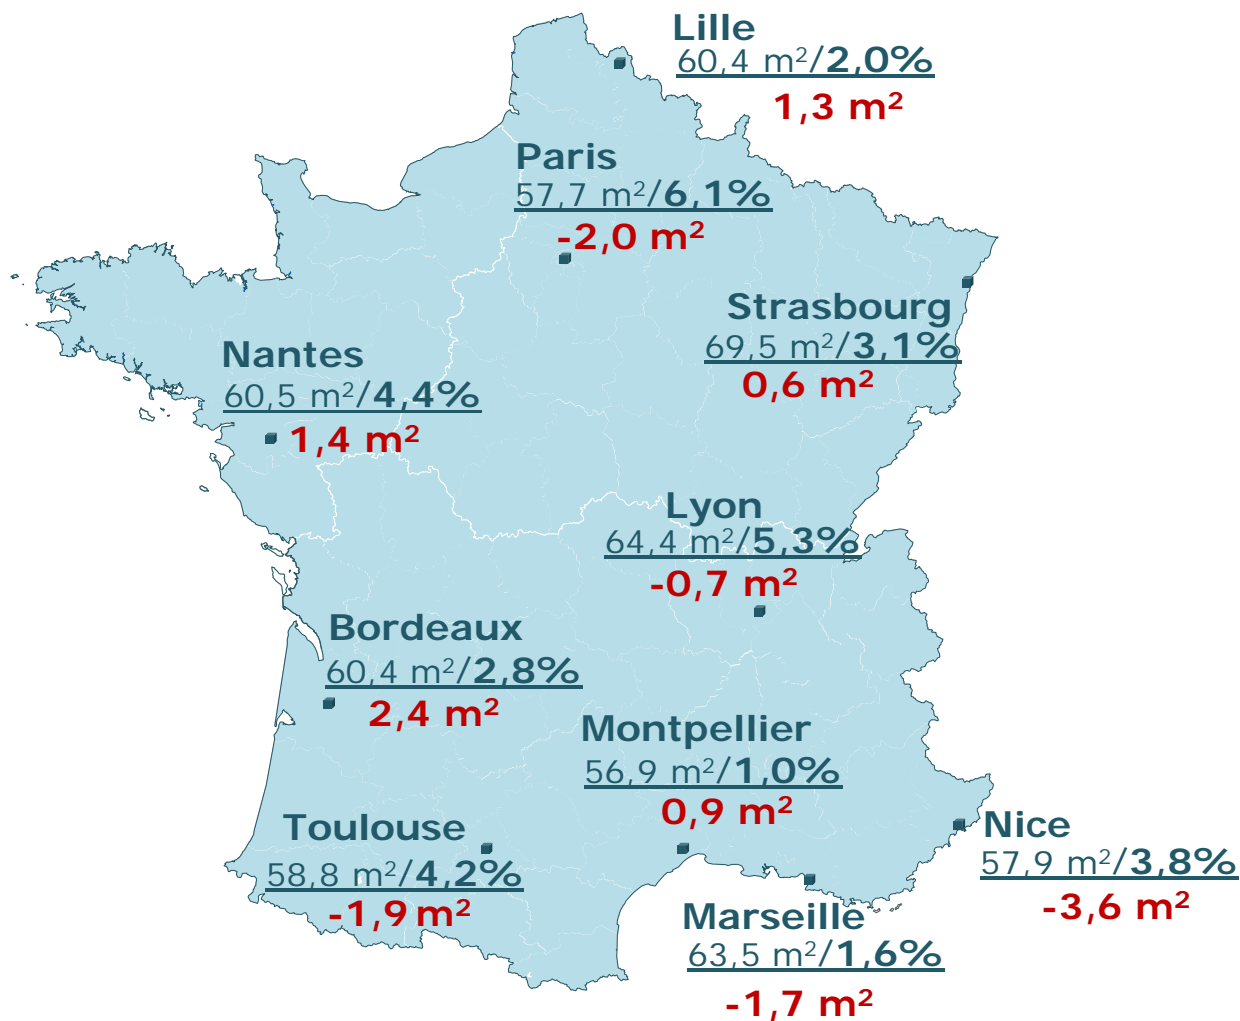 Lille
60,4 m²/2,0%
1,3 m²
Paris
57,7 m²/6,1%
-2,0 m²
Strasbourg
69,5 m²/3,1%
0,6 m²
Nantes
60,5 m²/4,4%
1,4 m²
Lyon
64,4 m²/5,3%
-0,7 m²
Bordeaux
60,4 m²/2,8%
2,4 m²
Montpellier
56,9 m²/1,0%
0,9 m²
Toulouse
58,8 m²/4,2%
-1,9 m²
Nice
57,9 m²/3,8%
-3,6 m²
Marseille
63,5 m²/1,6%
-1,7 m²